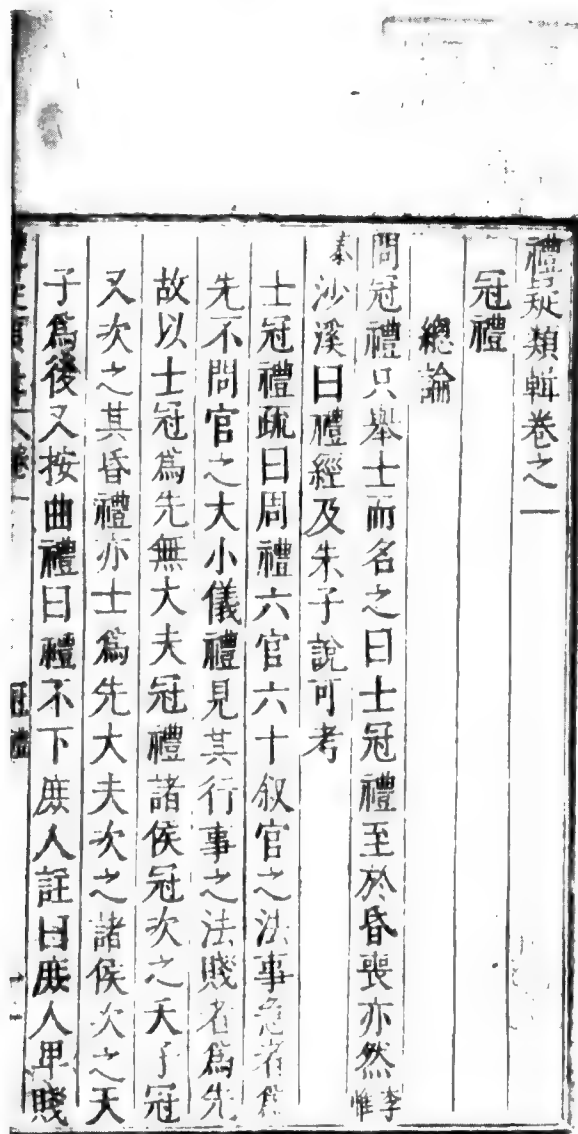 禮疑類輯卷之一
冠禮
總論
問冠禮只舉士而名之曰士冠禮至於昏喪亦然李惟
泰沙溪曰禮經及朱子說可考
士冠禮疏曰周禮六官六十叙官之法事急者爲
先不問官之大小儀禮見其行事之法賤者爲先
故以士冠爲先無大夫冠禮諸侯冠次之天子冠
又次之其昏禮亦士爲先大夫次之諸侯次之天
子爲後又按曲禮曰禮不下庶人註曰庶人卑賤
冠禮